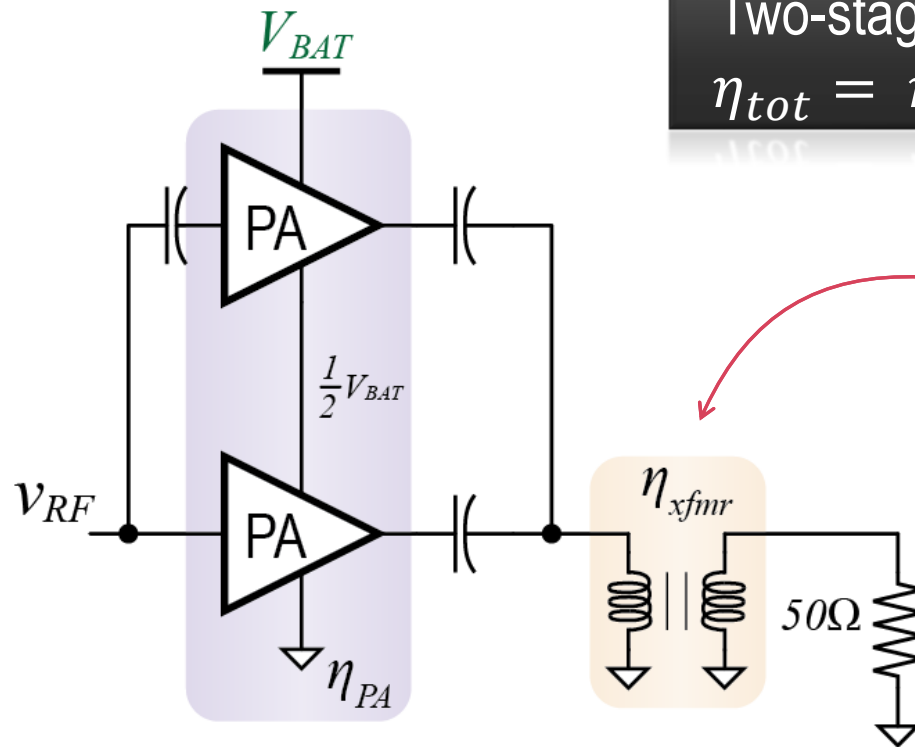 Two-stag
η_tot =
V_BAT
PA
½ V_BAT
v_RF
PA
η_PA
η_xfmr
50Ω